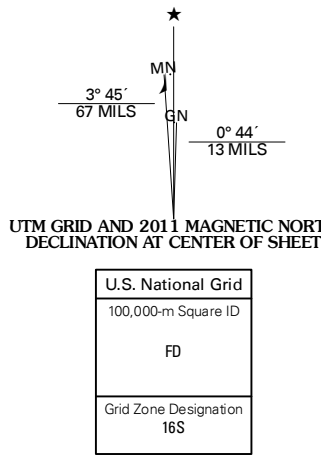 ★
MN
3° 45´
67 MILS
GN
0° 44´
13 MILS
UTM GRID AND 2011 MAGNETIC NORT
DECLINATION AT CENTER OF SHEET
U.S. National Grid
100,000-m Square ID
FD
Grid Zone Designation
16S